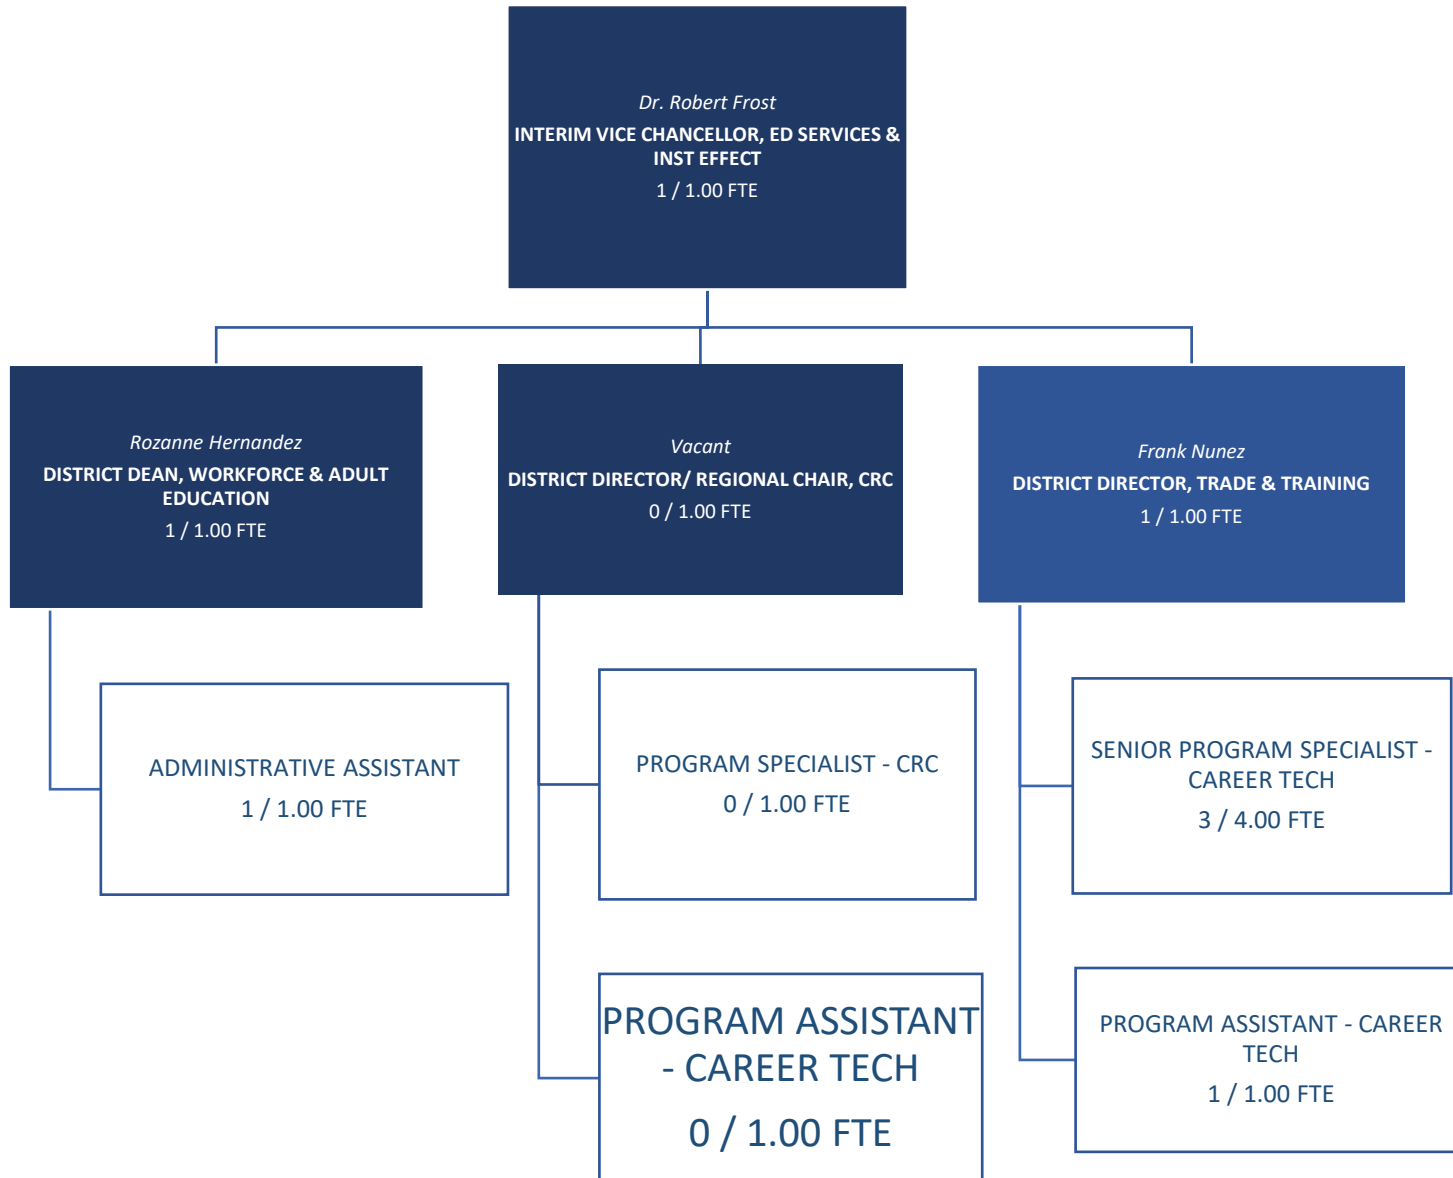 Dr. Robert Frost
INTERIM VICE CHANCELLOR, ED SERVICES &
INST EFFECT
1 / 1.00 FTE
Rozanne Hernandez
DISTRICT DEAN, WORKFORCE & ADULT
EDUCATION
1 / 1.00 FTE
Vacant
DISTRICT DIRECTOR/ REGIONAL CHAIR, CRC
0 / 1.00 FTE
Frank Nunez
DISTRICT DIRECTOR, TRADE & TRAINING
1 / 1.00 FTE
ADMINISTRATIVE ASSISTANT
1 / 1.00 FTE
PROGRAM SPECIALIST - CRC
0 / 1.00 FTE
SENIOR PROGRAM SPECIALIST -
CAREER TECH
3 / 4.00 FTE
PROGRAM ASSISTANT
- CAREER TECH
0 / 1.00 FTE
PROGRAM ASSISTANT - CAREER
TECH
1 / 1.00 FTE